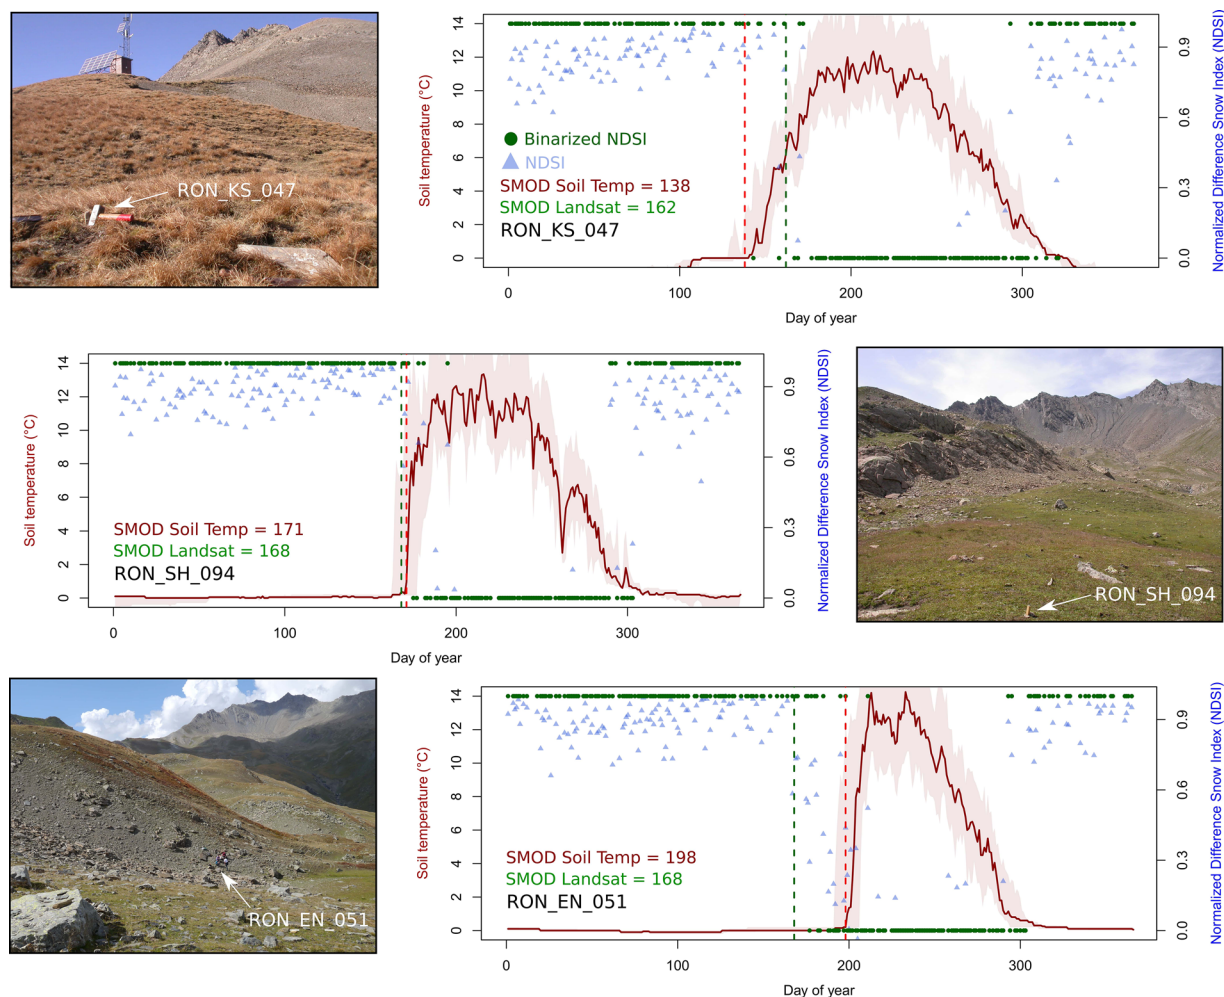 RON_KS_047
14
12
10
8
6
4
2
0
Soil temperature (°C)
Binarized NDSI
NDSI
SMOD Soil Temp = 138
SMOD Landsat = 162
RON_KS_047
0.9
0.6
0.3
0.0
Normalized Difference Snow Index (NDSI)
0 100 200 300
Day of year
14
12
10
8
6
4
2
0
Soil temperature (°C)
SMOD Soil Temp = 171
SMOD Landsat = 168
RON_SH_094
0.9
0.6
0.3
0.0
Normalized Difference Snow Index (NDSI)
0 100 200 300
Day of year
RON_SH_094
RON_EN_051
14
12
10
8
6
4
2
0
Soil temperature (°C)
SMOD Soil Temp = 198
SMOD Landsat = 168
RON_EN_051
0.9
0.6
0.3
0.0
Normalized Difference Snow Index (NDSI)
0 100 200 300
Day of year